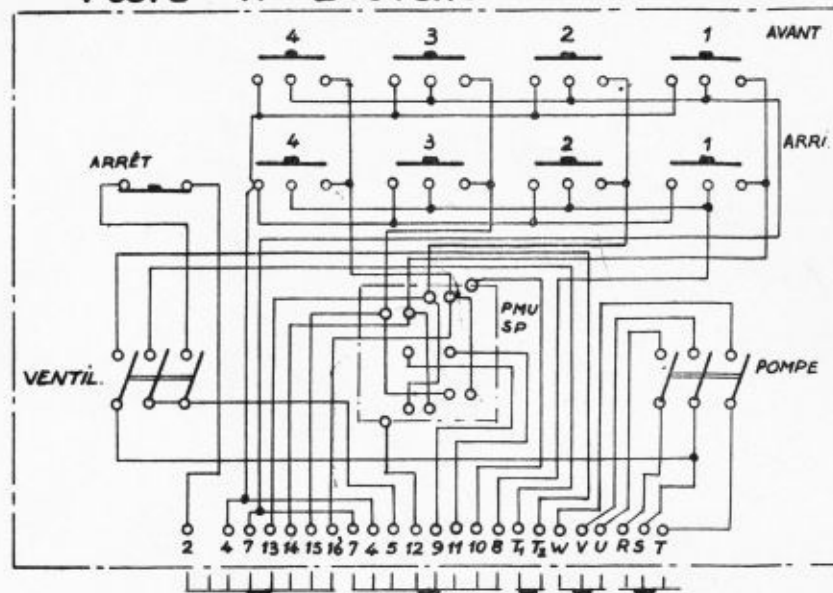 4 3 2 1 AVANT
4 3 2 1 ARRI.
ARRÊT
PMU
SP
VENTIL. POMPE
2 4 7 13 14 15 16 7 4 5 12 9 11 10 8 T1 T2 W V U R S T